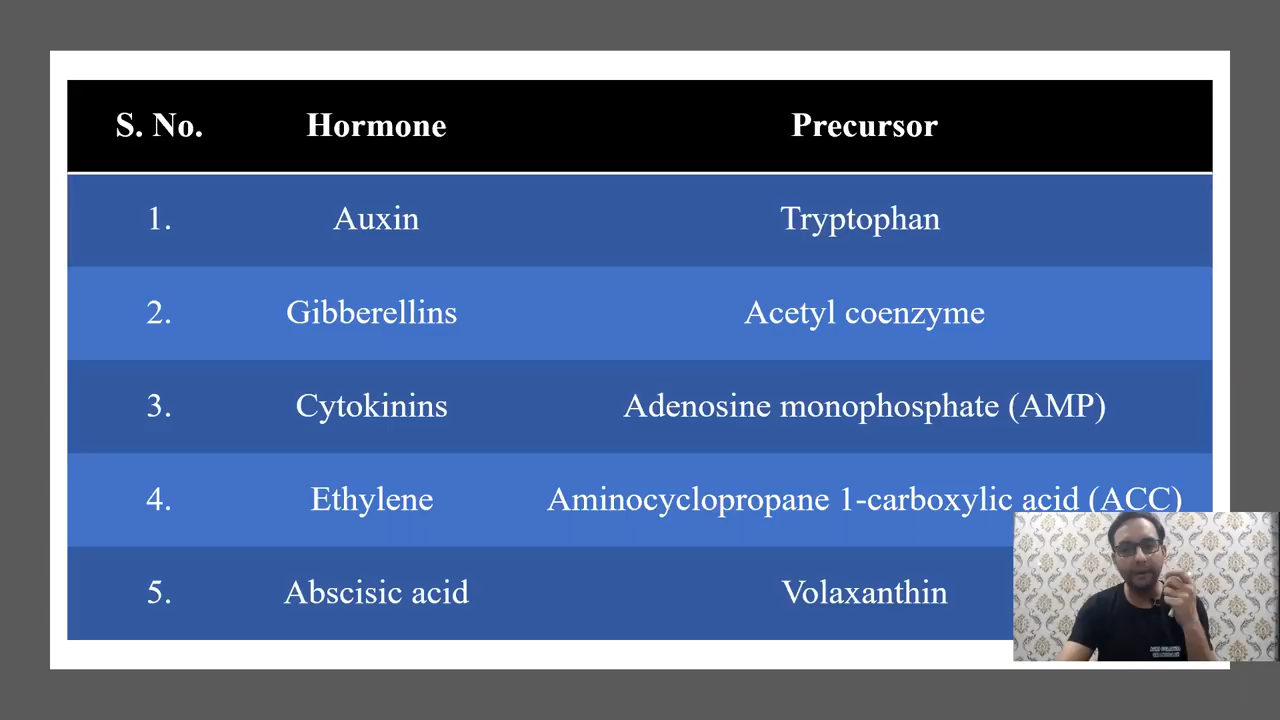 S. No. Hormone Precursor
1. Auxin Tryptophan
2. Gibberellins Acetyl coenzyme
3. Cytokinins Adenosine monophosphate (AMP)
4. Ethylene Aminocyclopropane 1-carboxylic acid (ACC)
5. Abscisic acid Volaxanthin